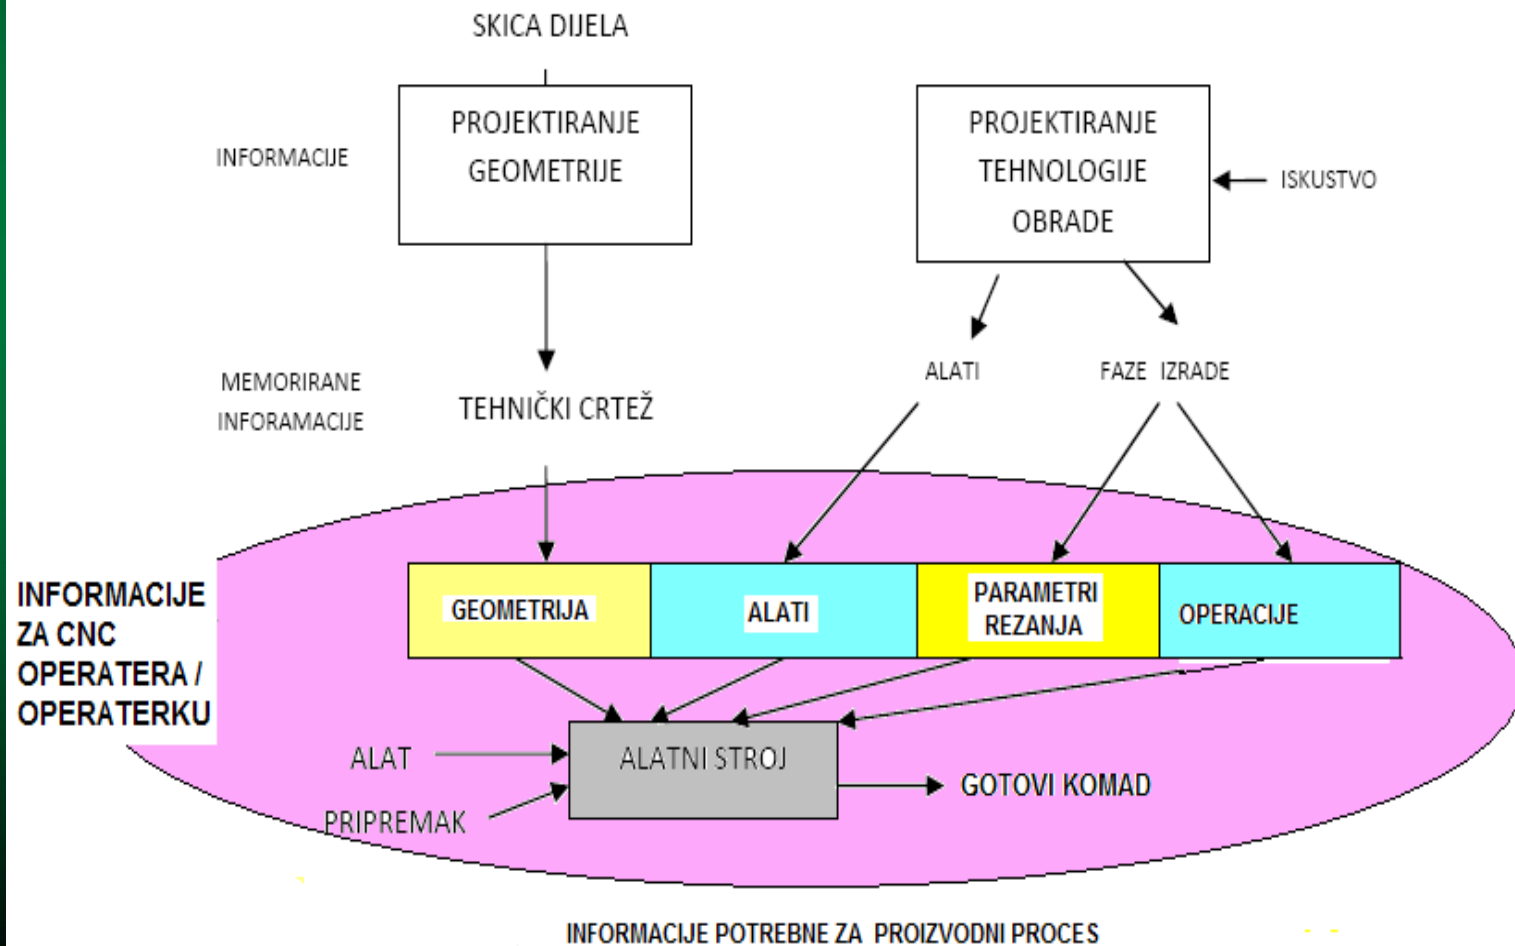 SKICA DIJELA
PROJEKTIRANJE
GEOMETRIJE
PROJEKTIRANJE
TEHNOLOGIJE
OBRADE
INFORMACIJE
ISKUSTVO
MEMORIRANE
INFORAMACIJE
TEHNIČKI CRTEŽ
ALATI
FAZE IZRADE
INFORMACIJE
ZA CNC
OPERATERA /
OPERATERKU
GEOMETRIJA
ALATI
PARAMETRI
REZANJA
OPERACIJE
ALAT
PRIPREMAK
ALATNI STROJ
GOTOVI KOMAD
INFORMACIJE POTREBNE ZA PROIZVODNI PROCES